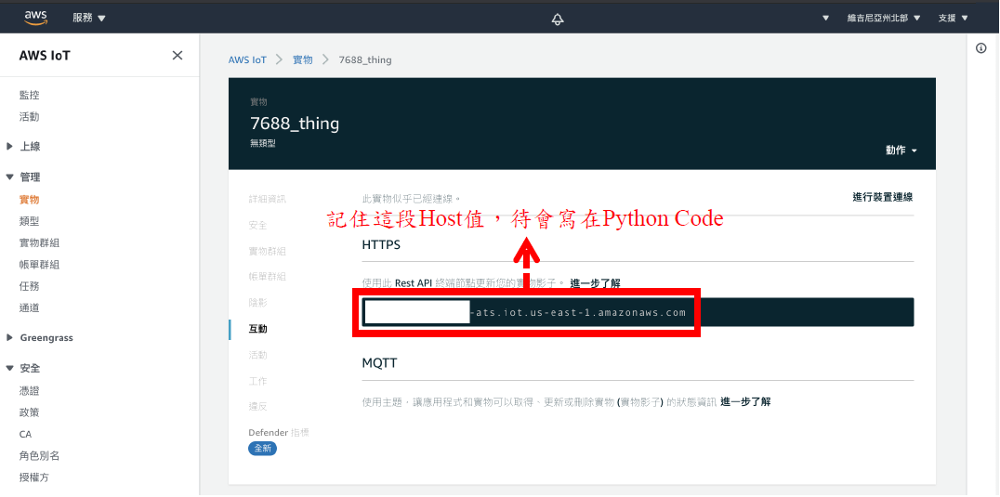 aws
服務
維吉尼亞州北部
支援
AWS IoT
監控
活動
上線
管理
實物
類型
實物群組
帳單群組
任務
通道
Greengrass
安全
憑證
政策
CA
角色別名
授權方
AWS IoT > 實物 > 7688_thing
實物
7688_thing
無類型
動作
詳細資訊
安全
實物群組
帳單群組
陰影
互動
活動
工作
違反
Defender 指標
全新
此實物似乎已經連線。
進行裝置連線
記住這段Host值，待會寫在Python Code
HTTPS
使用此 Rest API 終端節點更新您的實物影子。 進一步了解
-ats.iot.us-east-1.amazonaws.com
MQTT
使用主題，讓應用程式和實物可以取得、更新或刪除實物 (實物影子) 的狀態資訊 進一步了解